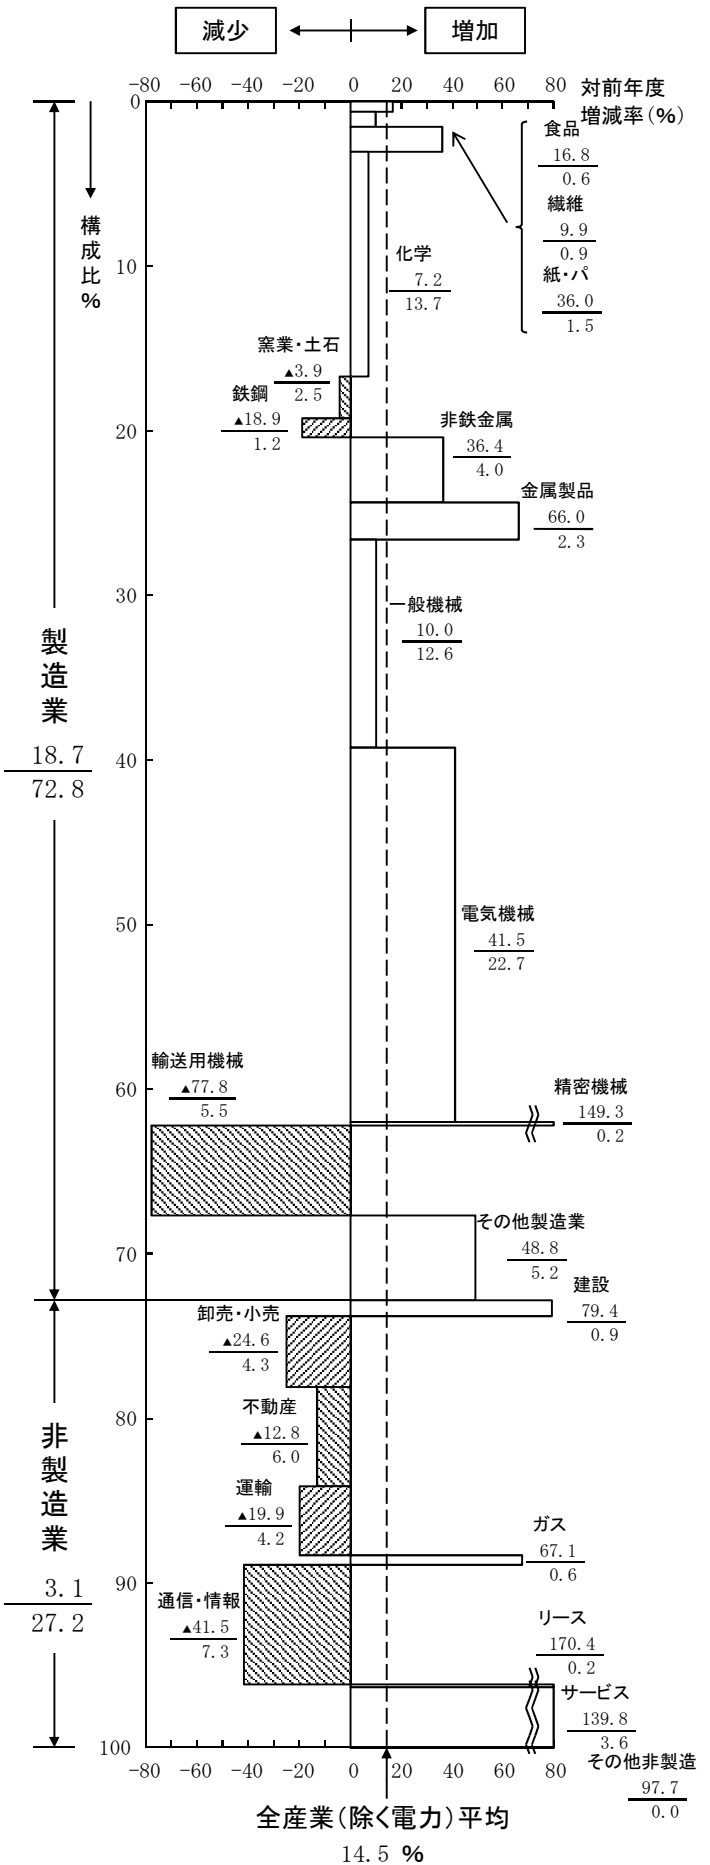 減少
増加
-80 -60 -40 -20 0 20 40 60 80
対前年度
増減率(%)
0
構成比%
食品
16.8
0.6
繊維
9.9
0.9
紙・パ
36.0
1.5
10
化学
7.2
13.7
窯業・土石
▲3.9
2.5
鉄鋼
▲18.9
1.2
20
非鉄金属
36.4
4.0
金属製品
66.0
2.3
30
一般機械
10.0
12.6
製造業
18.7
72.8
40
50
電気機械
41.5
22.7
輸送用機械
▲77.8
5.5
60
精密機械
149.3
0.2
その他製造業
48.8
5.2
70
建設
79.4
0.9
卸売・小売
▲24.6
4.3
80
不動産
▲12.8
6.0
非製造業
3.1
27.2
運輸
▲19.9
4.2
ガス
67.1
0.6
90
通信・情報
▲41.5
7.3
リース
170.4
0.2
サービス
139.8
3.6
100
その他非製造
97.7
0.0
-80 -60 -40 -20 0 20 40 60 80
全産業(除く電力)平均
14.5 %